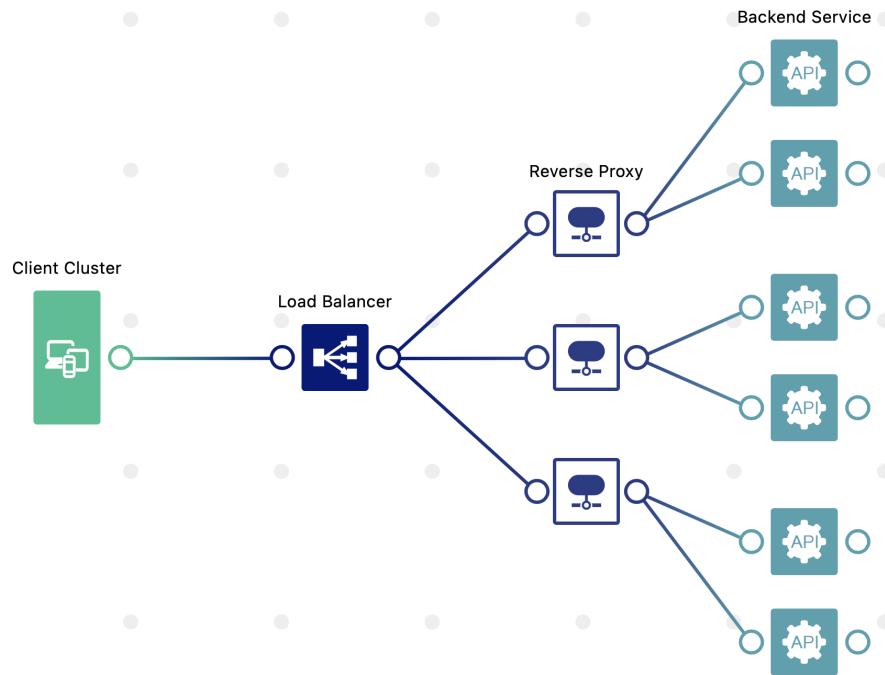 Backend Service
API
API
Reverse Proxy
Client Cluster
Load Balancer
API
API
API
API